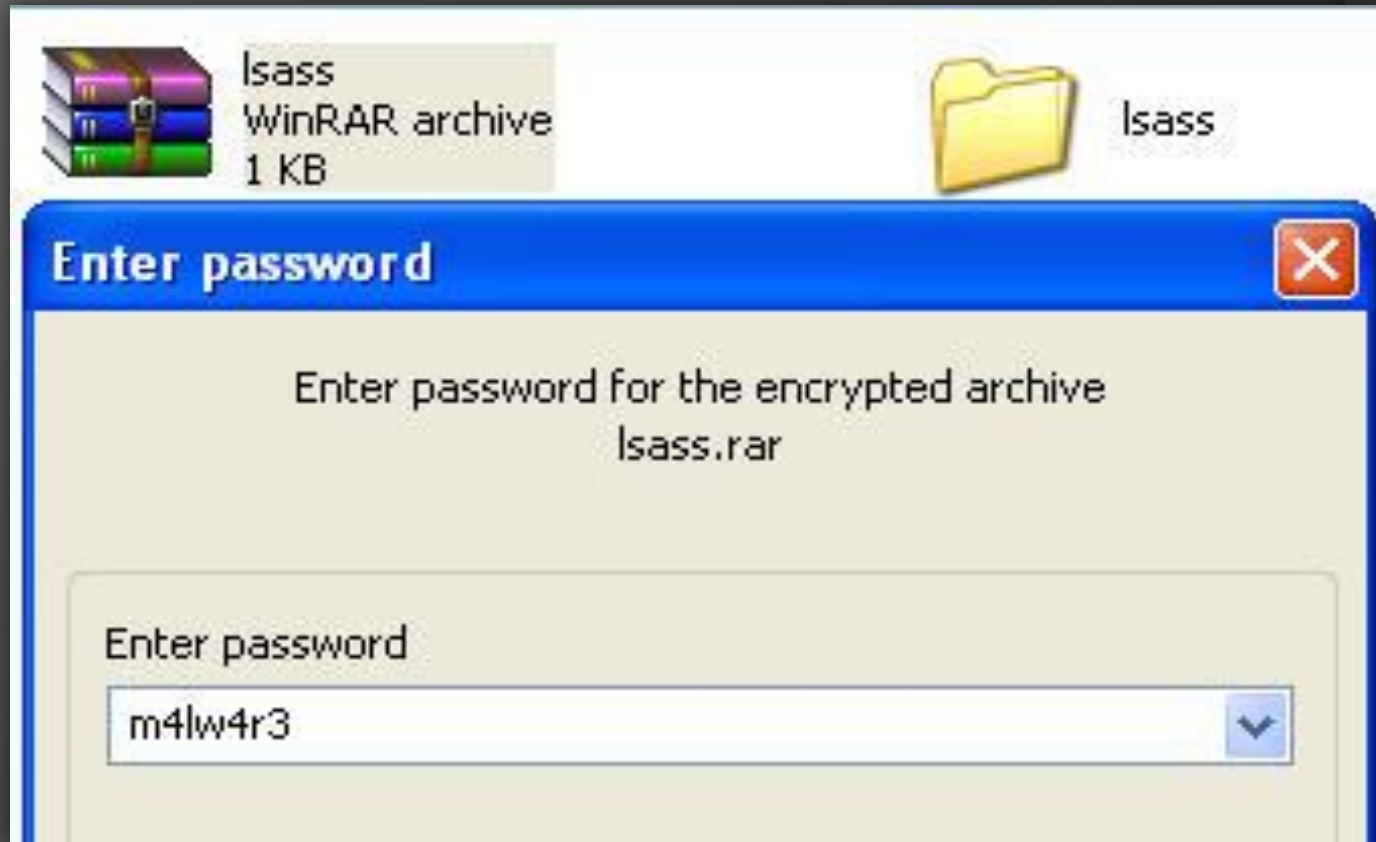 lsass
WinRAR archive
1 KB
lsass
Enter password
Enter password for the encrypted archive
lsass.rar
Enter password
m4lw4r3